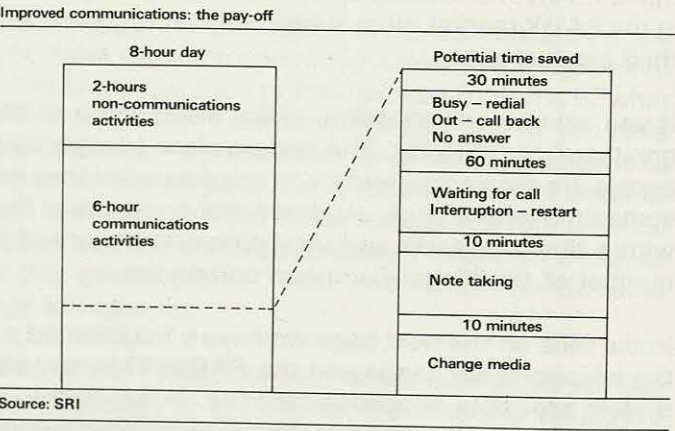 Improved communications: the pay-off
8-hour day
2-hours
non-communications
activities
6-hour
communications
activities
Potential time saved
30 minutes
Busy – redial
Out – call back
No answer
60 minutes
Waiting for call
Interruption – restart
10 minutes
Note taking
10 minutes
Change media
Source: SRI